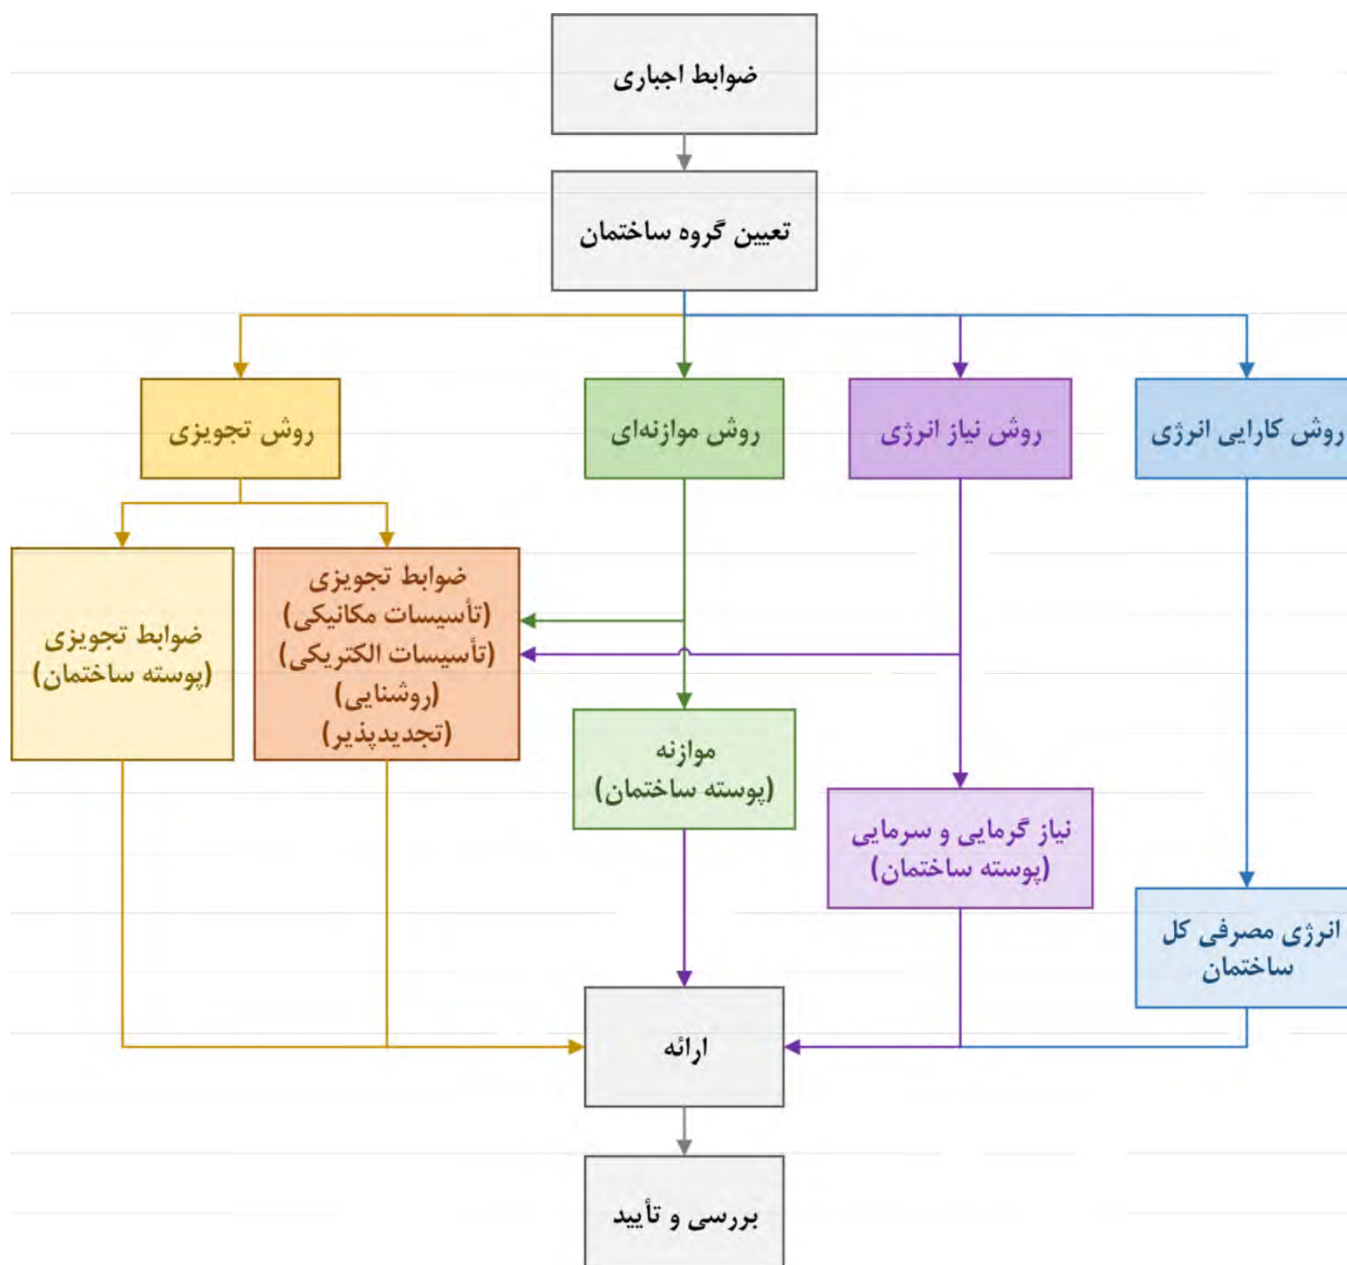 ضوابط اجباری
تعیین گروه ساختمان
روش کارایی انرژی
روش نیاز انرژی
روش موازنه‌ای
روش تجویزی
ضوابط تجویزی
(تأسیسات مکانیکی)
(تأسیسات الکتریکی)
(روشنایی)
(تجدیدپذیر)
ضوابط تجویزی
(پوسته ساختمان)
موازنه
(پوسته ساختمان)
نیاز گرمایی و سرمایی
(پوسته ساختمان)
انرژی مصرفی کل
ساختمان
ارائه
بررسی و تأیید